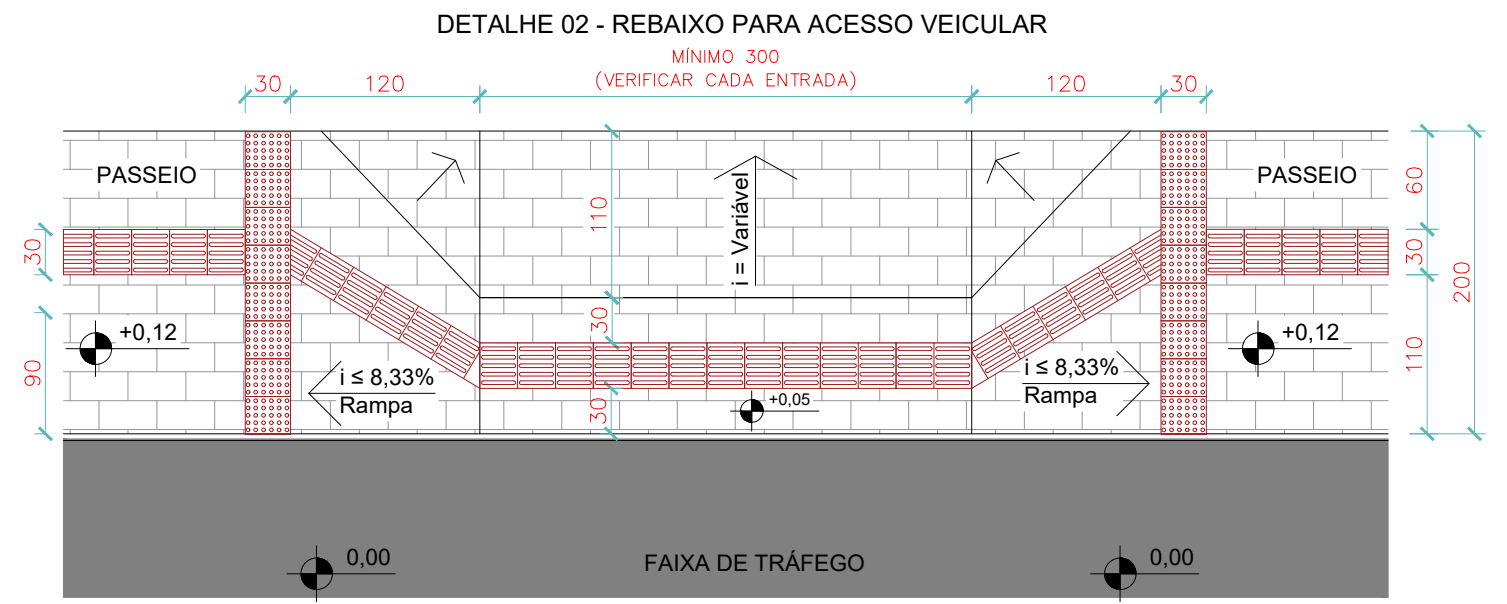 DETALHE 02 - REBAIXO PARA ACESSO VEICULAR
MÍNIMO 300
(VERIFICAR CADA ENTRADA)
30
120
120
30
PASSEIO
PASSEIO
60
30
110
i = Variável
30
200
+0,12
30
+0,12
90
i ≤ 8,33%
Rampa
i ≤ 8,33%
Rampa
110
30
+0,05
0,00
FAIXA DE TRÁFEGO
0,00